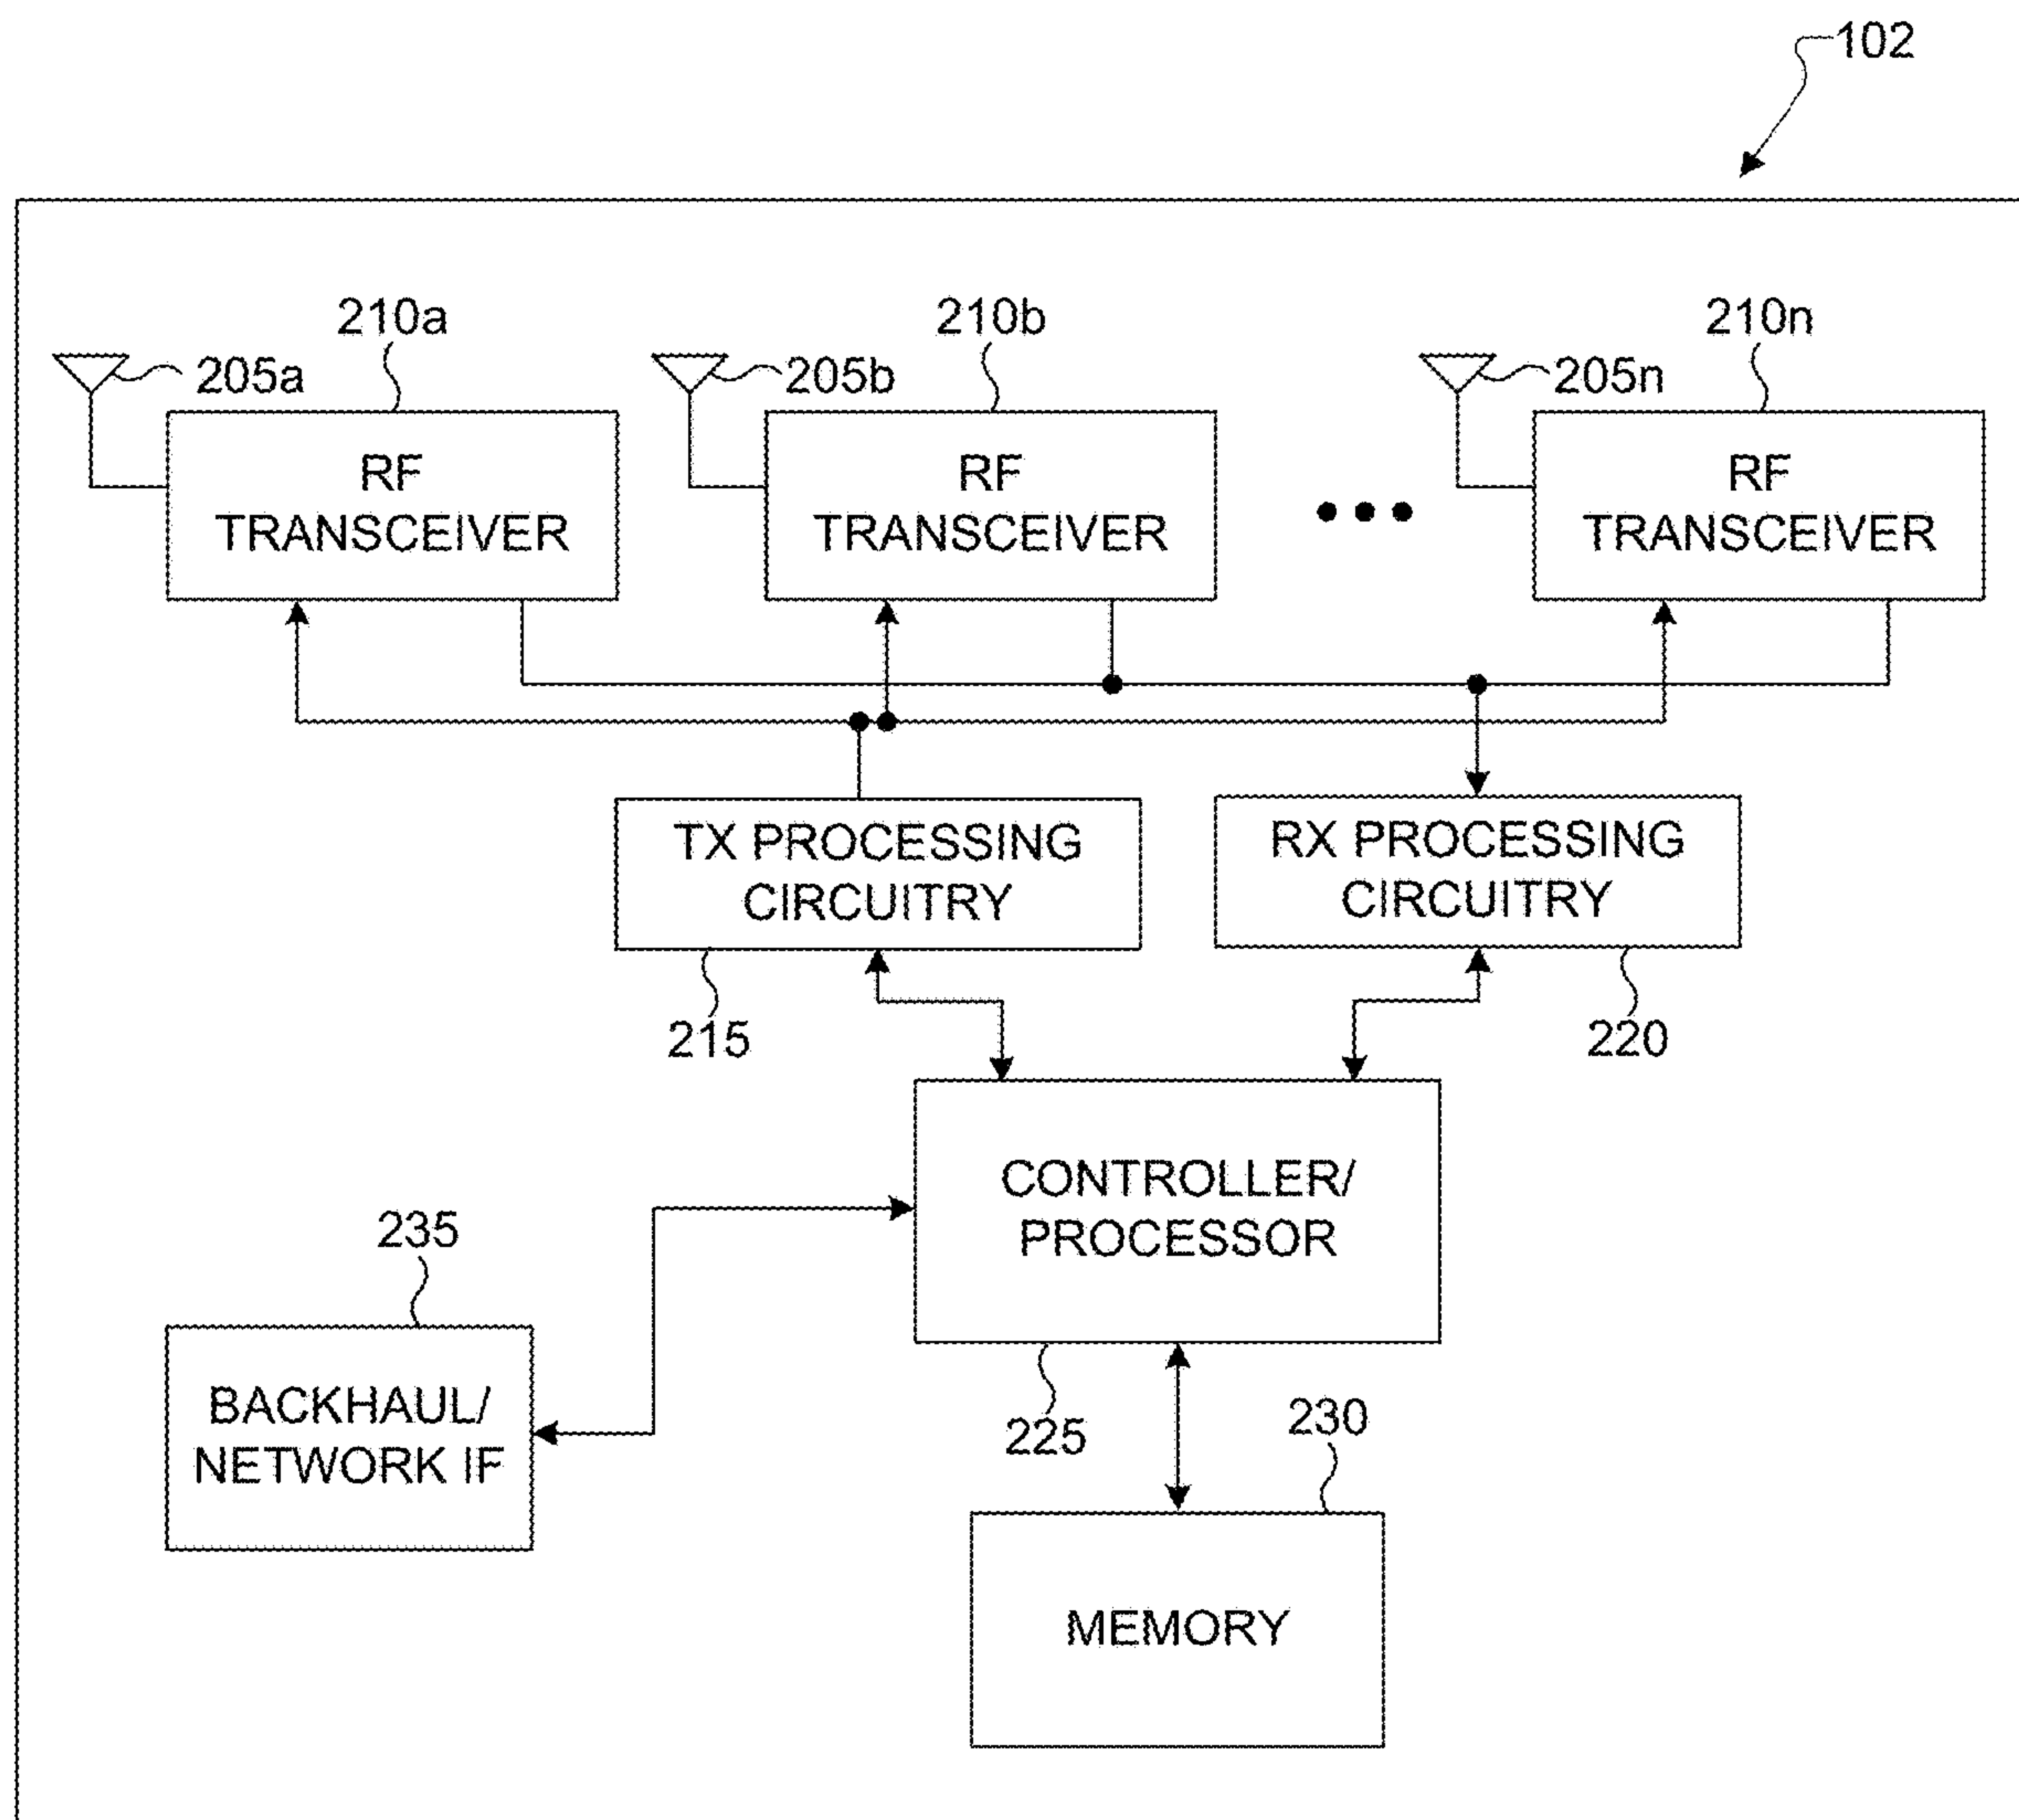 102
210a
210b
210n
205a
205b
205n
RF
TRANSCEIVER
RF
TRANSCEIVER
RF
TRANSCEIVER
TX PROCESSING
CIRCUITRY
RX PROCESSING
CIRCUITRY
215
220
CONTROLLER/
PROCESSOR
235
225
230
BACKHAUL/
NETWORK IF
MEMORY